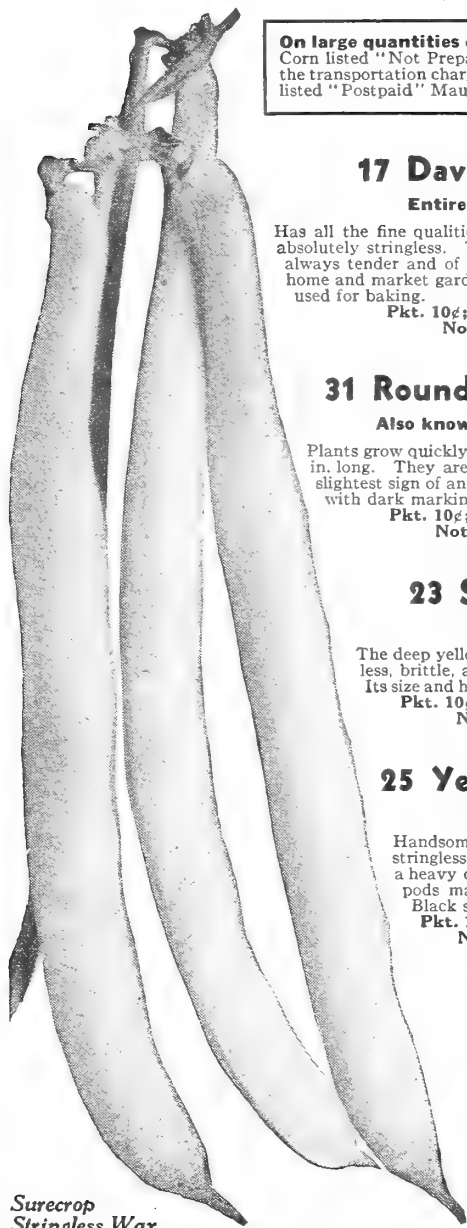 On large quantities
Corn listed "Not Prepa
the transportation char
listed "Postpaid" Mau
17 Dav
Entire
Has all the fine qualitie
absolutely stringless.
always tender and of
home and market gard
used for baking.
Pkt. 10¢;
No
31 Round
Also know
Plants grow quickly
in. long. They are
slightest sign of an
with dark markin
Pkt. 10¢;
Not
23 S
The deep yello
less, brittle, a
Its size and h
Pkt. 10
N
25 Ye
Handsom
stringless
a heavy
pods ma
Black s
Pkt.
N
Surecrop
Stringless Wax